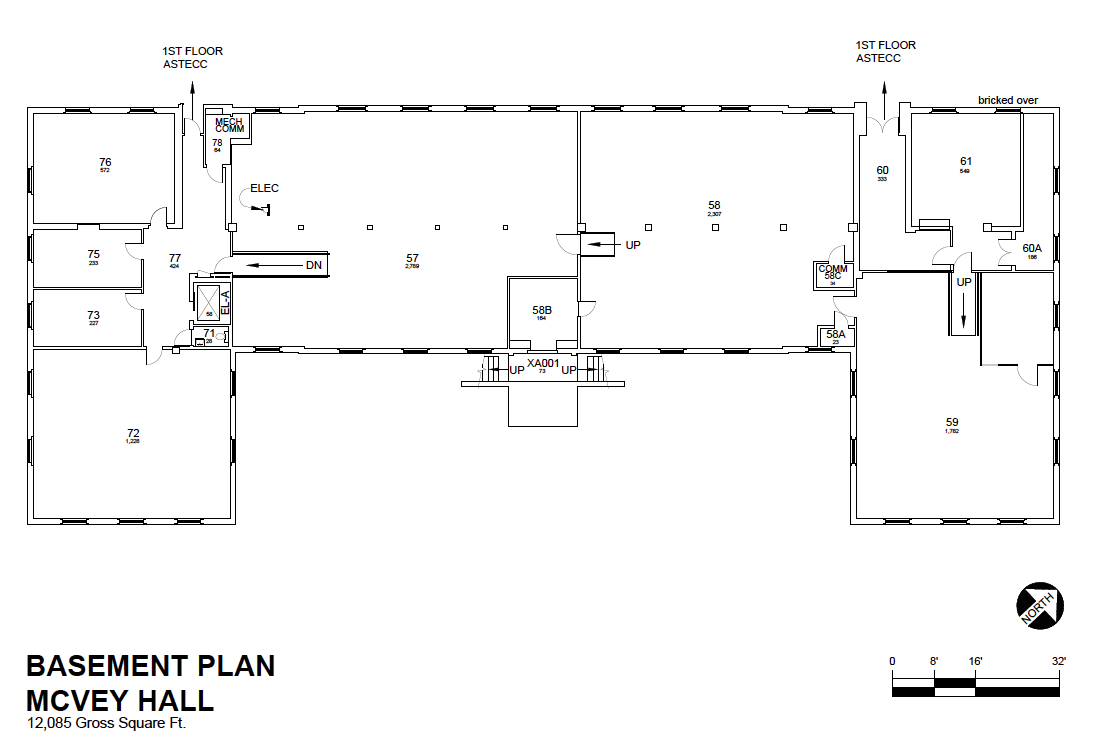 1ST FLOOR
ASTECC
1ST FLOOR
ASTECC
bricked over
MECH
COMM
78
64
76
572
ELEC
60
333
61
549
58
2,307
75
233
77
424
DN
57
2,769
UP
60A
186
COMM
58C
34
UP
73
227
58
EL-A
58B
184
71
28
58A
23
XA001
73
UP
UP
72
1,228
59
1,782
NORTH
BASEMENT PLAN
MCVEY HALL
12,085 Gross Square Ft.
0 8' 16' 32'